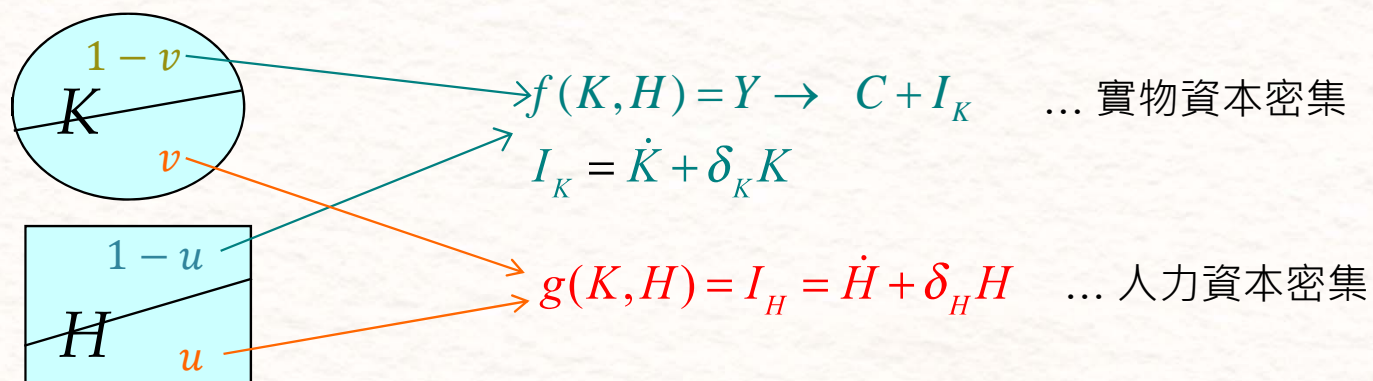 1 − v
K
v
f(K,H) = Y → C + I_K … 實物資本密集
I_K = K̇ + δ_K K
1 − u
H
u
g(K,H) = I_H = Ḣ + δ_H H … 人力資本密集